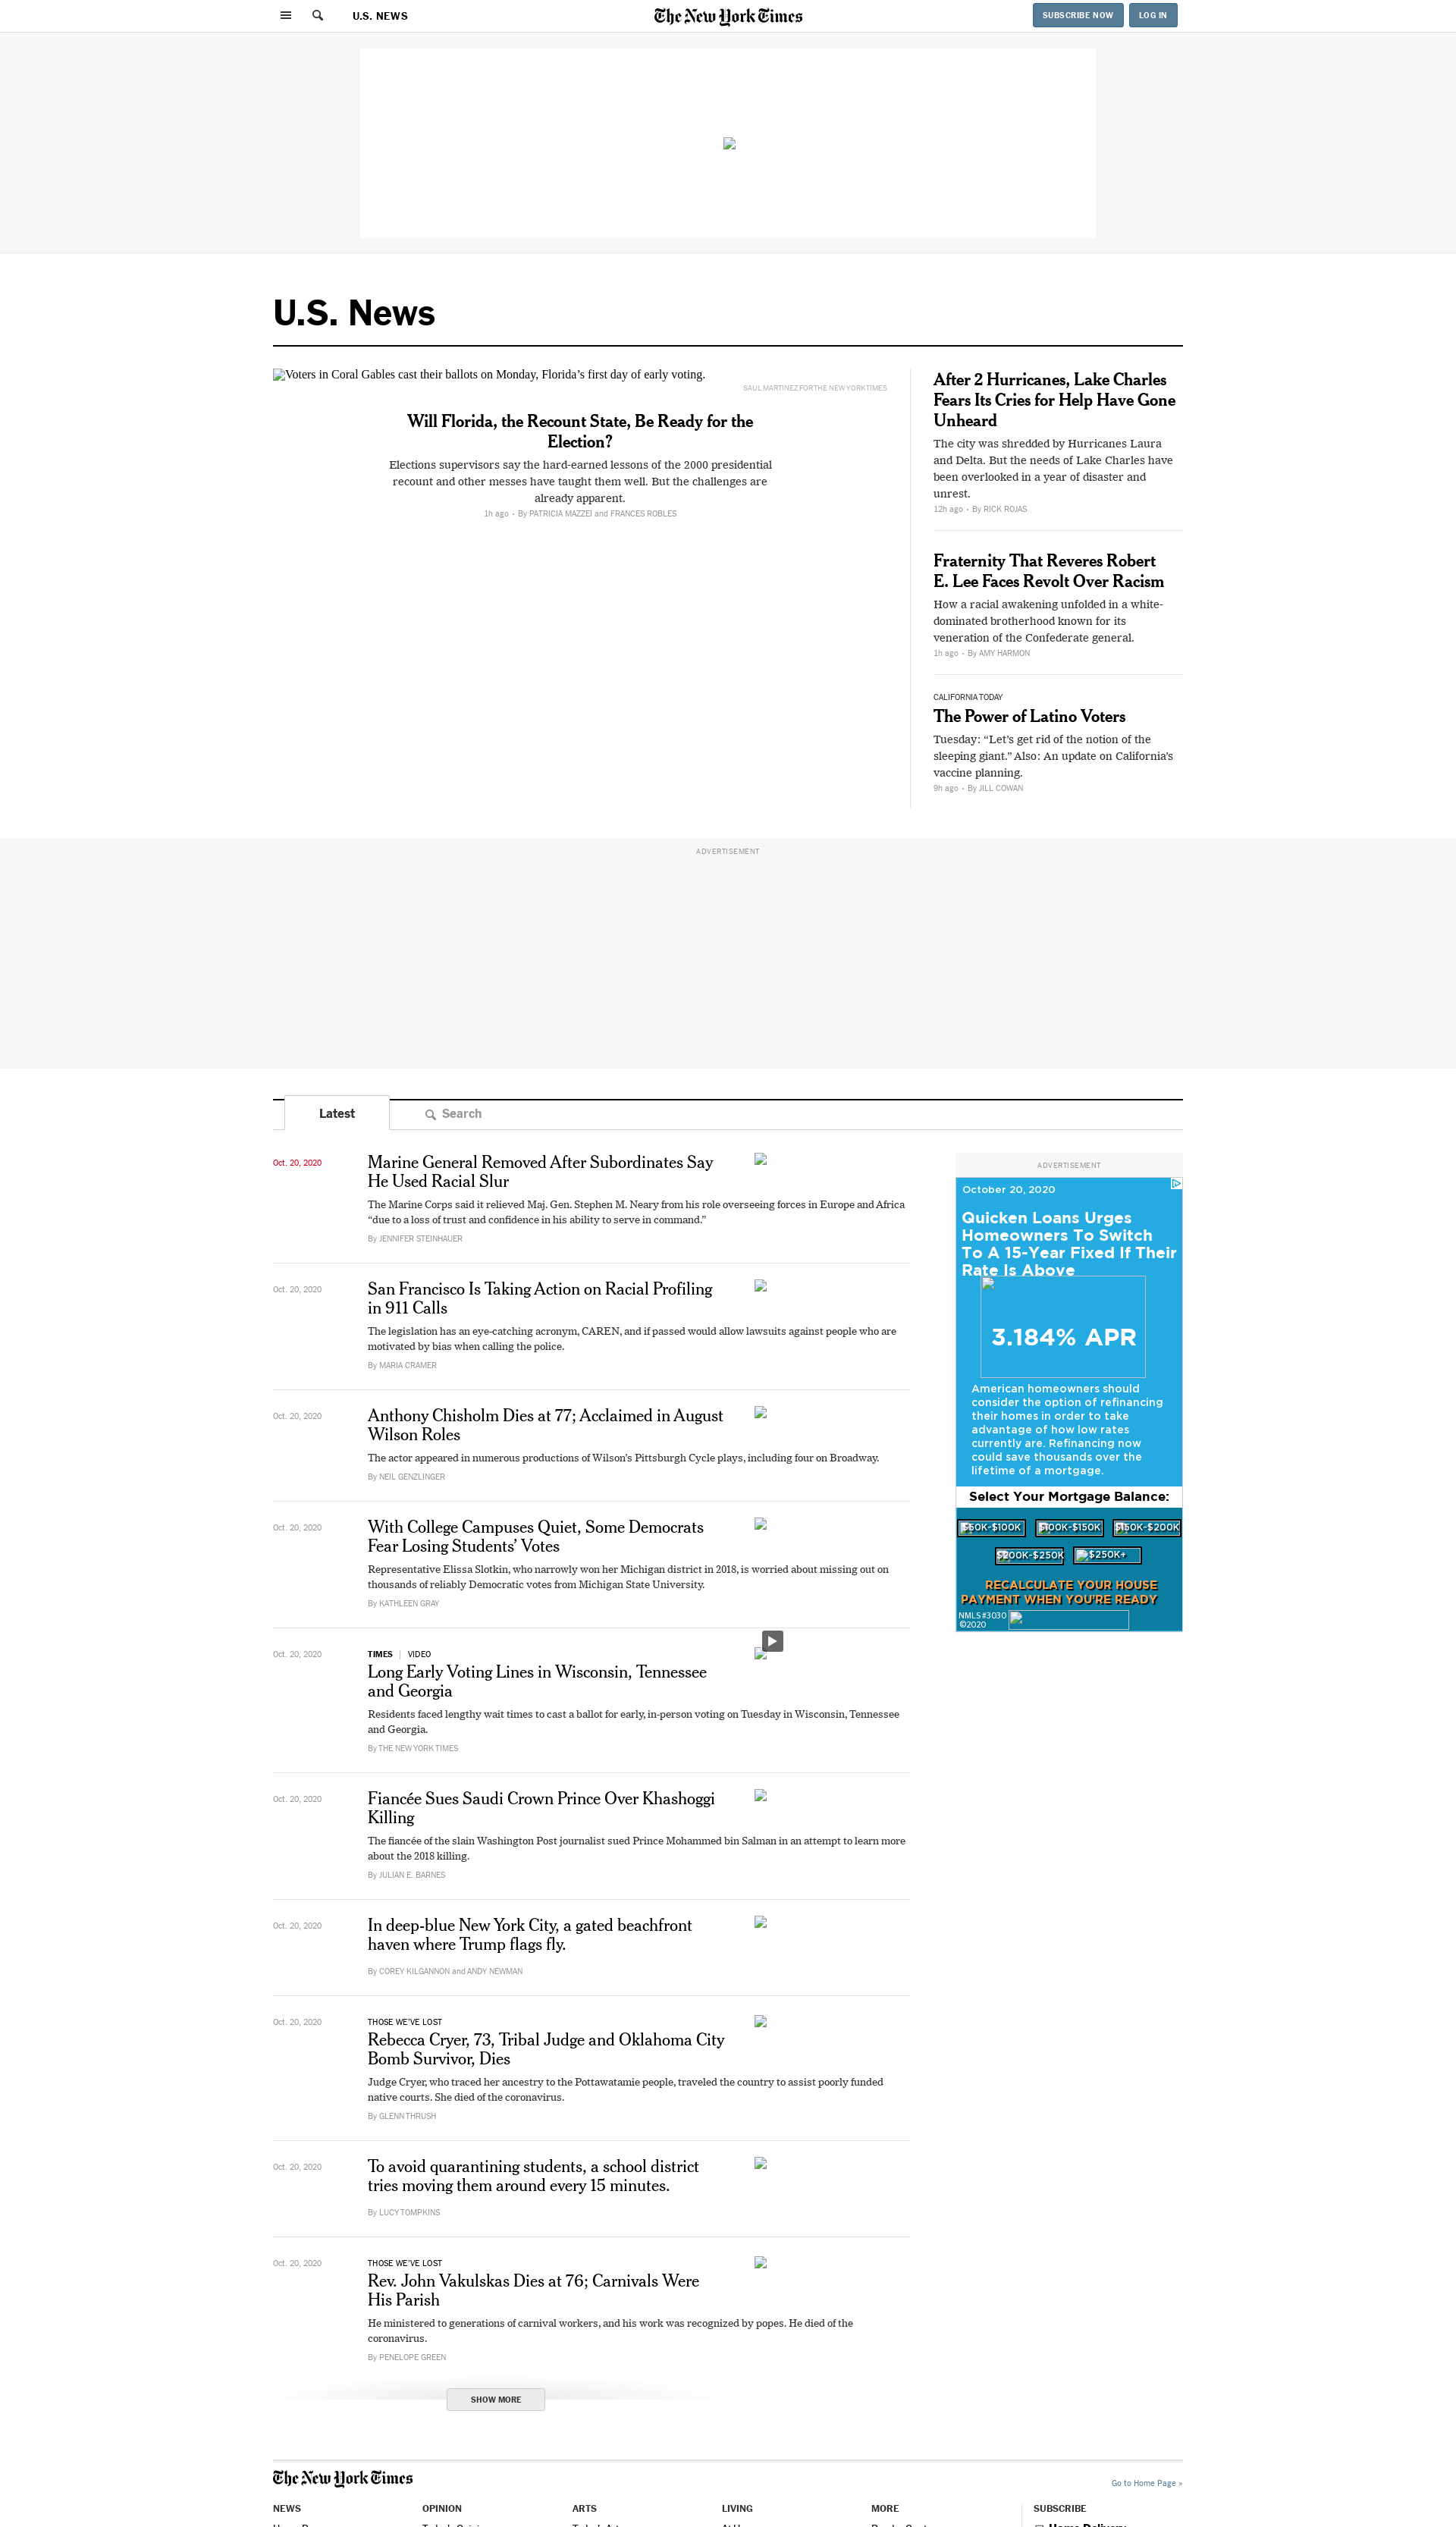 U.S. NEWS
The New York Times
SUBSCRIBE NOW
LOG IN
U.S. News
Voters in Coral Gables cast their ballots on Monday, Florida’s first day of early voting.
SAUL MARTINEZ FOR THE NEW YORK TIMES
Will Florida, the Recount State, Be Ready for the
Election?
Elections supervisors say the hard-earned lessons of the 2000 presidential
recount and other messes have taught them well. But the challenges are
already apparent.
1h ago • By PATRICIA MAZZEI and FRANCES ROBLES
After 2 Hurricanes, Lake Charles
Fears Its Cries for Help Have Gone
Unheard
The city was shredded by Hurricanes Laura
and Delta. But the needs of Lake Charles have
been overlooked in a year of disaster and
unrest.
12h ago • By RICK ROJAS
Fraternity That Reveres Robert
E. Lee Faces Revolt Over Racism
How a racial awakening unfolded in a white-
dominated brotherhood known for its
veneration of the Confederate general.
1h ago • By AMY HARMON
CALIFORNIA TODAY
The Power of Latino Voters
Tuesday: “Let’s get rid of the notion of the
sleeping giant.” Also: An update on California’s
vaccine planning.
9h ago • By JILL COWAN
ADVERTISEMENT
Latest
Search
Oct. 20, 2020
Marine General Removed After Subordinates Say
He Used Racial Slur
The Marine Corps said it relieved Maj. Gen. Stephen M. Neary from his role overseeing forces in Europe and Africa
“due to a loss of trust and confidence in his ability to serve in command.”
By JENNIFER STEINHAUER
Oct. 20, 2020
San Francisco Is Taking Action on Racial Profiling
in 911 Calls
The legislation has an eye-catching acronym, CAREN, and if passed would allow lawsuits against people who are
motivated by bias when calling the police.
By MARIA CRAMER
Oct. 20, 2020
Anthony Chisholm Dies at 77; Acclaimed in August
Wilson Roles
The actor appeared in numerous productions of Wilson’s Pittsburgh Cycle plays, including four on Broadway.
By NEIL GENZLINGER
Oct. 20, 2020
With College Campuses Quiet, Some Democrats
Fear Losing Students’ Votes
Representative Elissa Slotkin, who narrowly won her Michigan district in 2018, is worried about missing out on
thousands of reliably Democratic votes from Michigan State University.
By KATHLEEN GRAY
Oct. 20, 2020
TIMES | VIDEO
Long Early Voting Lines in Wisconsin, Tennessee
and Georgia
Residents faced lengthy wait times to cast a ballot for early, in-person voting on Tuesday in Wisconsin, Tennessee
and Georgia.
By THE NEW YORK TIMES
Oct. 20, 2020
Fiancée Sues Saudi Crown Prince Over Khashoggi
Killing
The fiancée of the slain Washington Post journalist sued Prince Mohammed bin Salman in an attempt to learn more
about the 2018 killing.
By JULIAN E. BARNES
Oct. 20, 2020
In deep-blue New York City, a gated beachfront
haven where Trump flags fly.
By COREY KILGANNON and ANDY NEWMAN
Oct. 20, 2020
THOSE WE’VE LOST
Rebecca Cryer, 73, Tribal Judge and Oklahoma City
Bomb Survivor, Dies
Judge Cryer, who traced her ancestry to the Pottawatamie people, traveled the country to assist poorly funded
native courts. She died of the coronavirus.
By GLENN THRUSH
Oct. 20, 2020
To avoid quarantining students, a school district
tries moving them around every 15 minutes.
By LUCY TOMPKINS
Oct. 20, 2020
THOSE WE’VE LOST
Rev. John Vakulskas Dies at 76; Carnivals Were
His Parish
He ministered to generations of carnival workers, and his work was recognized by popes. He died of the
coronavirus.
By PENELOPE GREEN
SHOW MORE
ADVERTISEMENT
October 20, 2020
Quicken Loans Urges
Homeowners To Switch
To A 15-Year Fixed If Their
Rate Is Above
3.184% APR
American homeowners should
consider the option of refinancing
their homes in order to take
advantage of how low rates
currently are. Refinancing now
could save thousands over the
lifetime of a mortgage.
Select Your Mortgage Balance:
$60K-$100K $100K-$150K $150K-$200K
$200K-$250K $250K+
RECALCULATE YOUR HOUSE
PAYMENT WHEN YOU'RE READY
NMLS#3030
©2020
The New York Times
Go to Home Page »
NEWS
OPINION
ARTS
LIVING
MORE
SUBSCRIBE